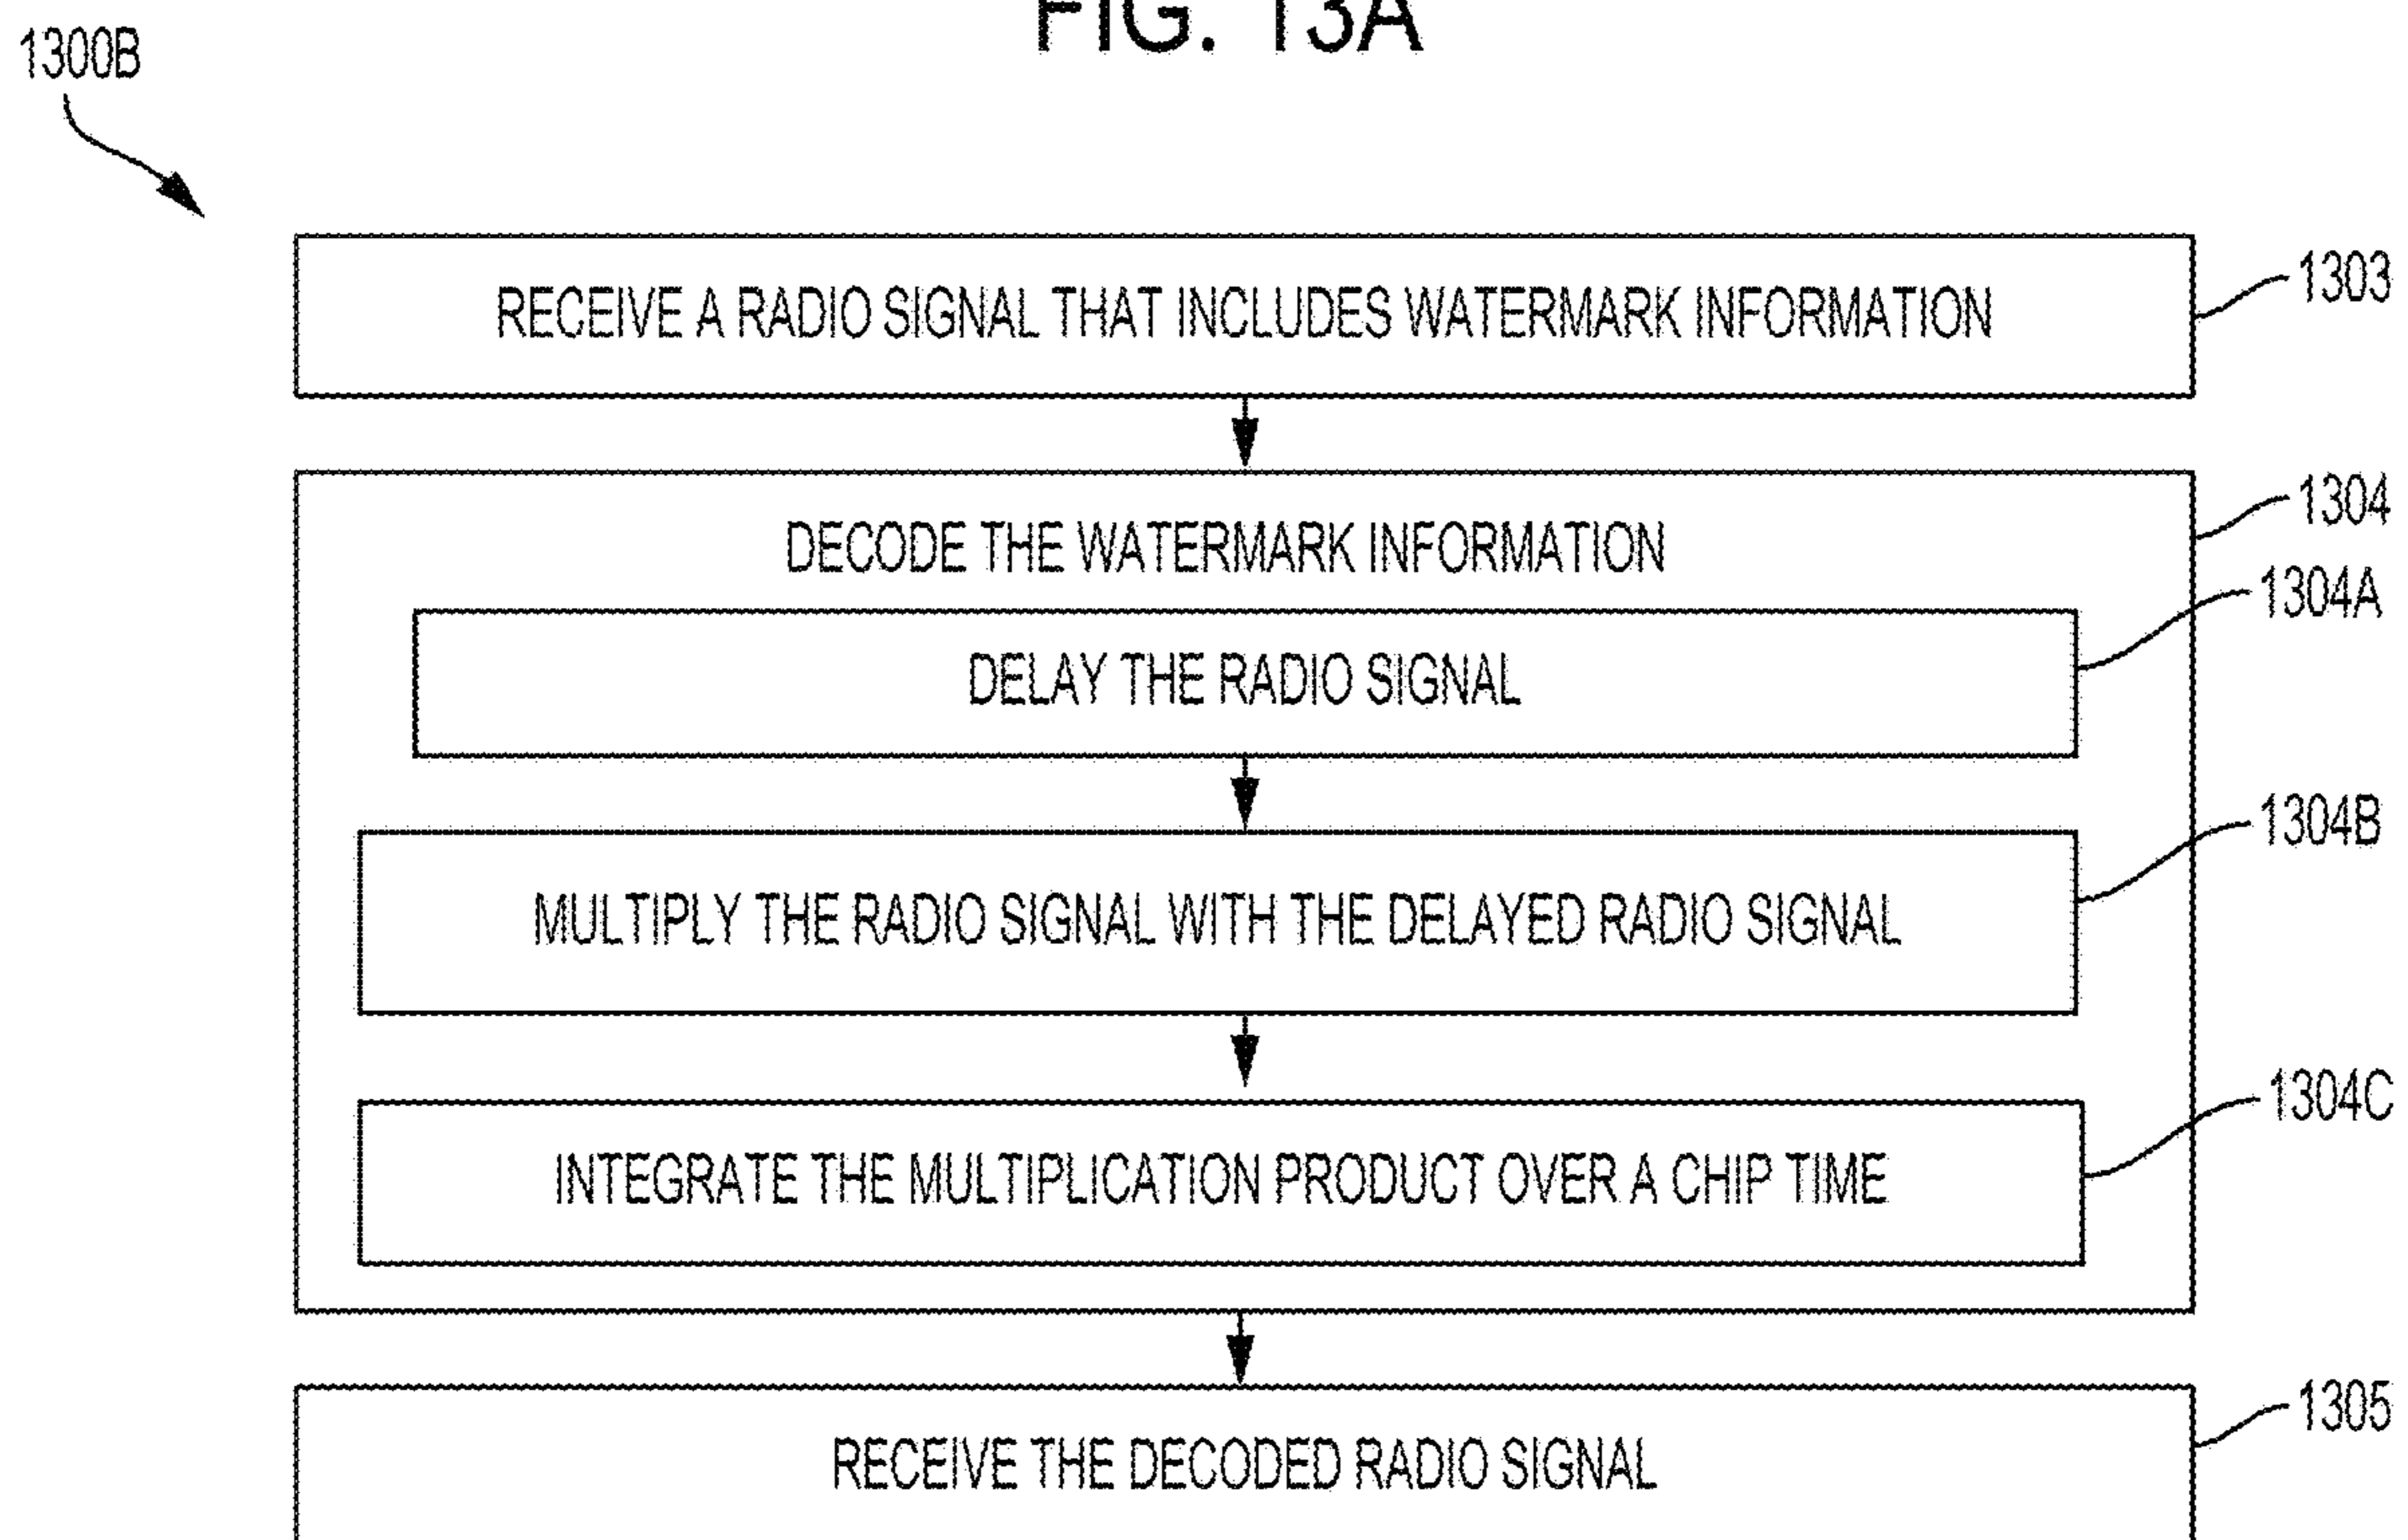 FIG. 13A
1300B
RECEIVE A RADIO SIGNAL THAT INCLUDES WATERMARK INFORMATION
1303
DECODE THE WATERMARK INFORMATION
1304
DELAY THE RADIO SIGNAL
1304A
MULTIPLY THE RADIO SIGNAL WITH THE DELAYED RADIO SIGNAL
1304B
INTEGRATE THE MULTIPLICATION PRODUCT OVER A CHIP TIME
1304C
RECEIVE THE DECODED RADIO SIGNAL
1305